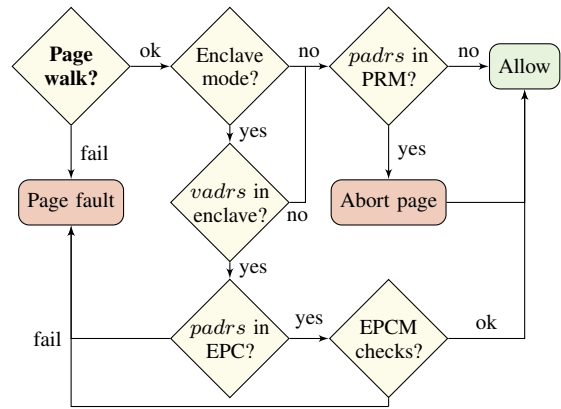 Page
walk?
ok
Enclave
mode?
no
padrs in
PRM?
no
Allow
fail
yes
yes
Page fault
vadrs in
enclave?
no
Abort page
yes
padrs in
EPC?
yes
EPCM
checks?
ok
fail